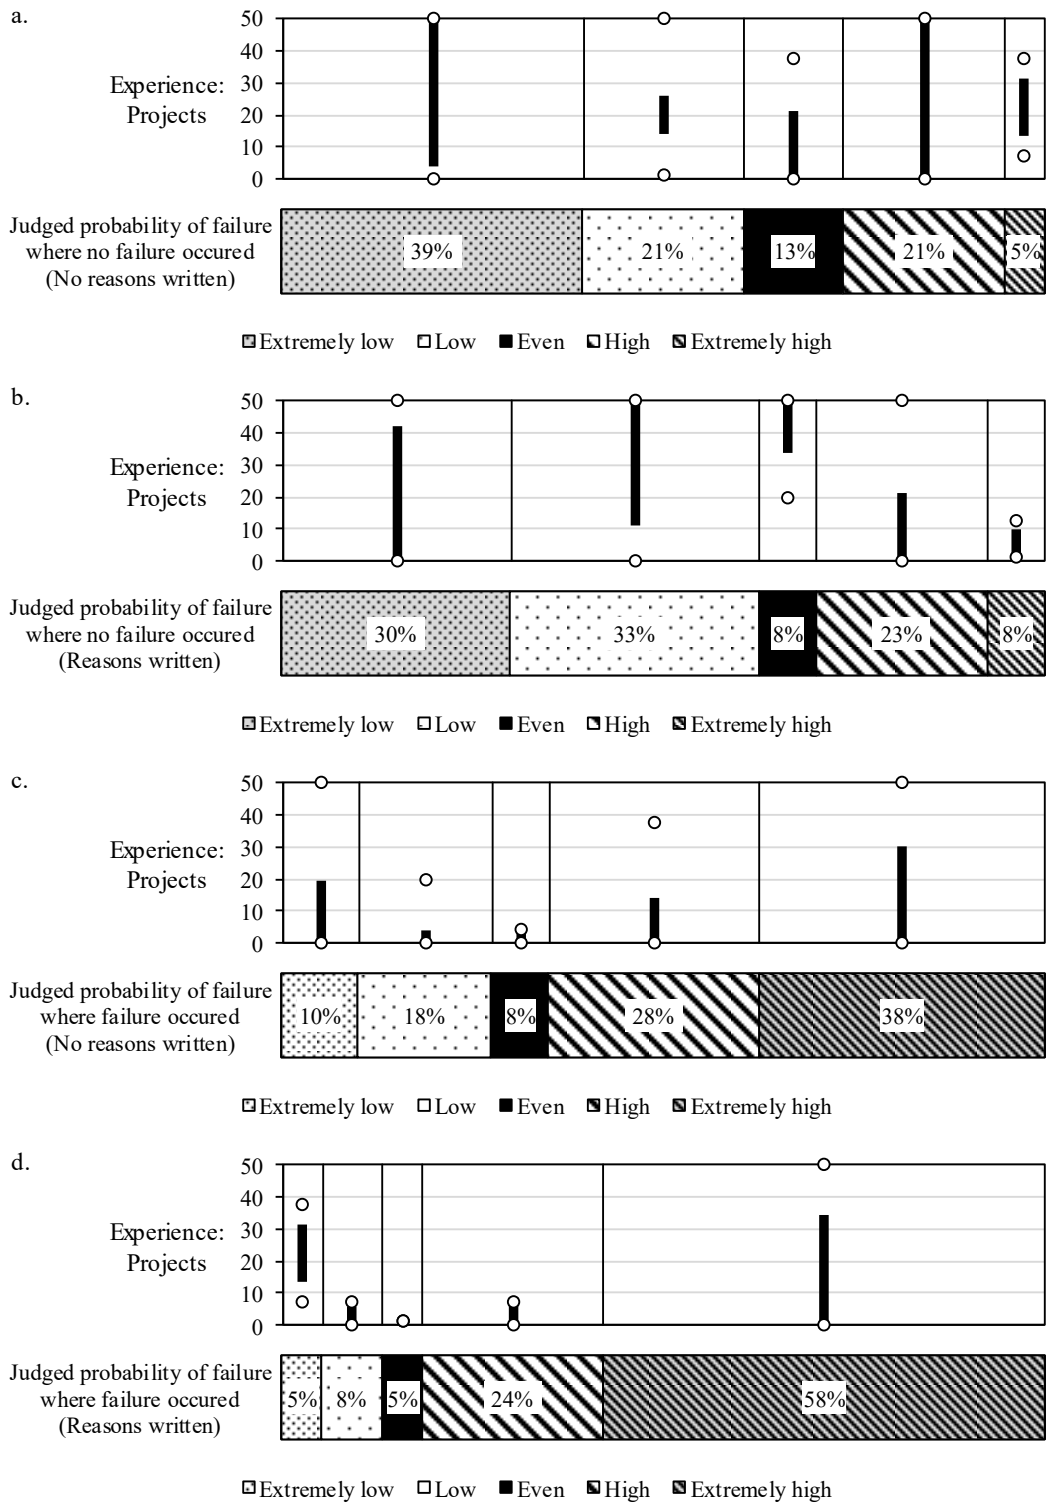 a.
50
40
30
20
10
0
Experience:
Projects
Judged probability of failure
where no failure occured
(No reasons written)
39% 21% 13% 21% 5%
Extremely low Low Even High Extremely high
b.
50
40
30
20
10
0
Experience:
Projects
Judged probability of failure
where no failure occured
(Reasons written)
30% 33% 8% 23% 8%
Extremely low Low Even High Extremely high
c.
50
40
30
20
10
0
Experience:
Projects
Judged probability of failure
where failure occured
(No reasons written)
10% 18% 8% 28% 38%
Extremely low Low Even High Extremely high
d.
50
40
30
20
10
0
Experience:
Projects
Judged probability of failure
where failure occured
(Reasons written)
5% 8% 5% 24% 58%
Extremely low Low Even High Extremely high